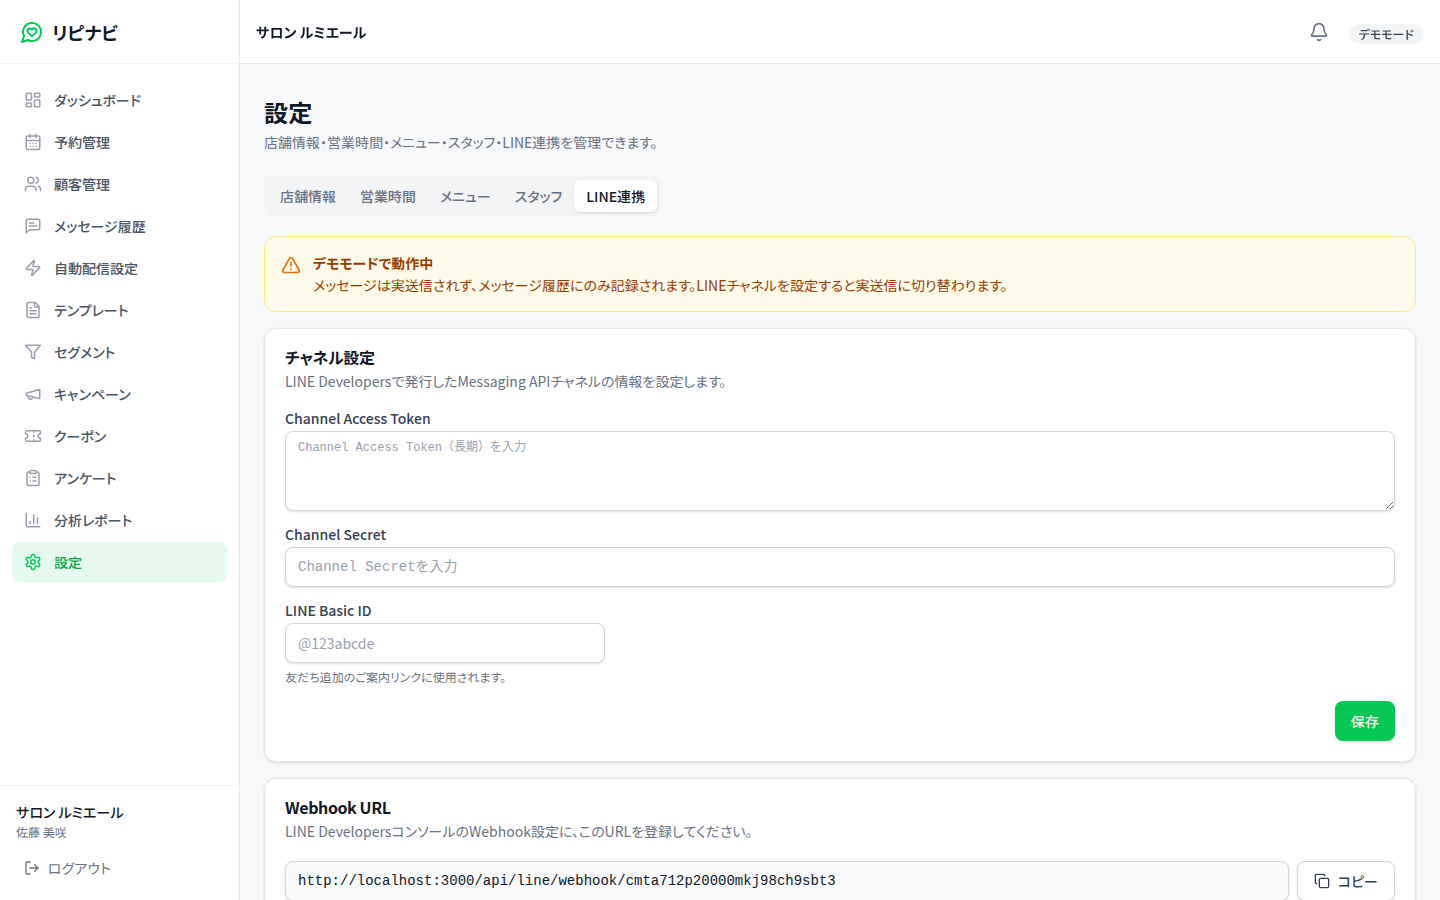 リピナビ
サロン ルミエール
デモモード
ダッシュボード
予約管理
顧客管理
メッセージ履歴
自動配信設定
テンプレート
セグメント
キャンペーン
クーポン
アンケート
分析レポート
設定
サロン ルミエール
佐藤 美咲
ログアウト
設定
店舗情報・営業時間・メニュー・スタッフ・LINE連携を管理できます。
店舗情報 営業時間 メニュー スタッフ LINE連携
デモモードで動作中
メッセージは実送信されず、メッセージ履歴にのみ記録されます。LINEチャネルを設定すると実送信に切り替わります。
チャネル設定
LINE Developersで発行したMessaging APIチャネルの情報を設定します。
Channel Access Token
Channel Access Token（長期）を入力
Channel Secret
Channel Secretを入力
LINE Basic ID
@123abcde
友だち追加のご案内リンクに使用されます。
保存
Webhook URL
LINE DevelopersコンソールのWebhook設定に、このURLを登録してください。
http://localhost:3000/api/line/webhook/cmta712p20000mkj98ch9sbt3
コピー